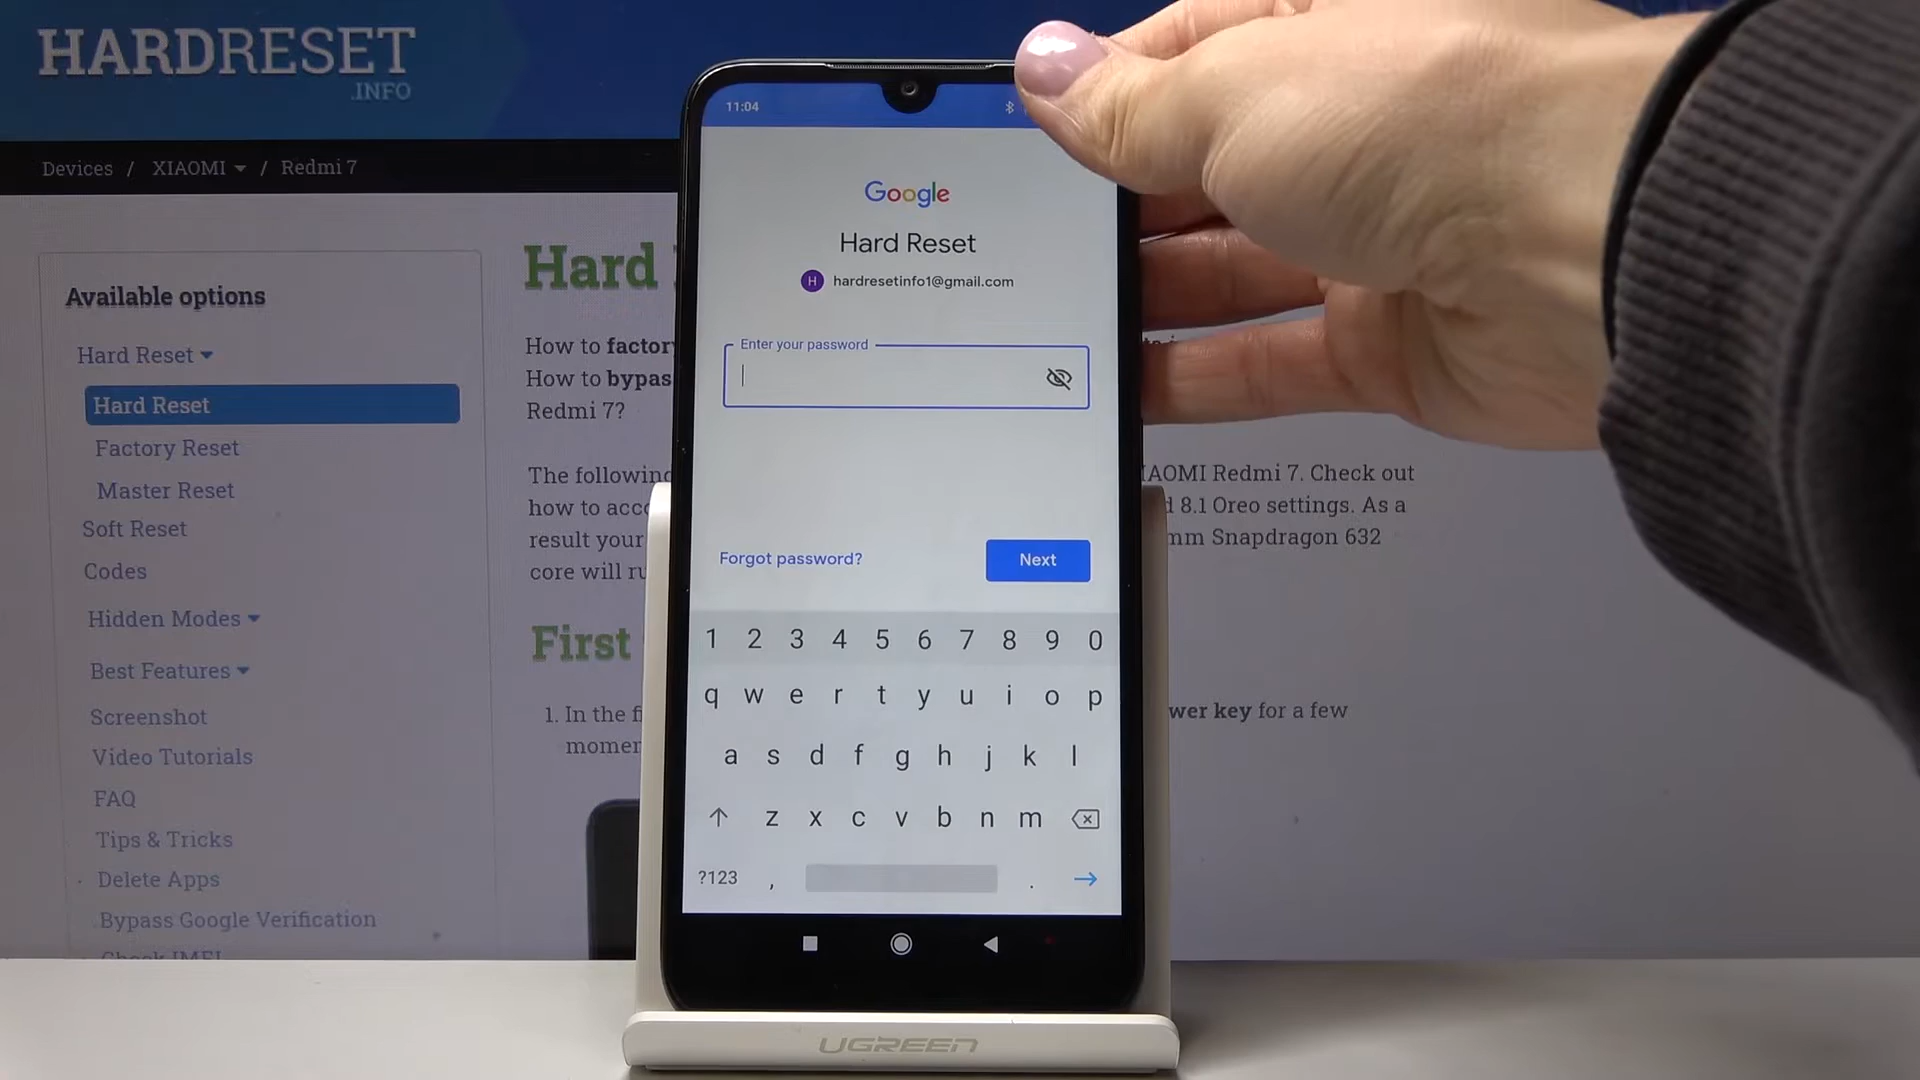 HARDRESET
.INFO
Devices / XIAOMI / Redmi 7
Available options
Hard Reset
Hard Reset
Factory Reset
Master Reset
Soft Reset
Codes
Hidden Modes
Best Features
Screenshot
Video Tutorials
FAQ
Tips & Tricks
Delete Apps
Bypass Google Verification
Check IMEI
Hard
How to factory
How to bypas
Redmi 7?
The following
how to acc
result your
core will ru
IAOMI Redmi 7. Check out
d 8.1 Oreo settings. As a
mm Snapdragon 632
First
1. In the fi
momen
wer key for a few
11:04
Google
Hard Reset
H hardresetinfo1@gmail.com
Enter your password
Forgot password?
Next
1 2 3 4 5 6 7 8 9 0
q w e r t y u i o p
a s d f g h j k l
z x c v b n m
?123 , .
UGREEN